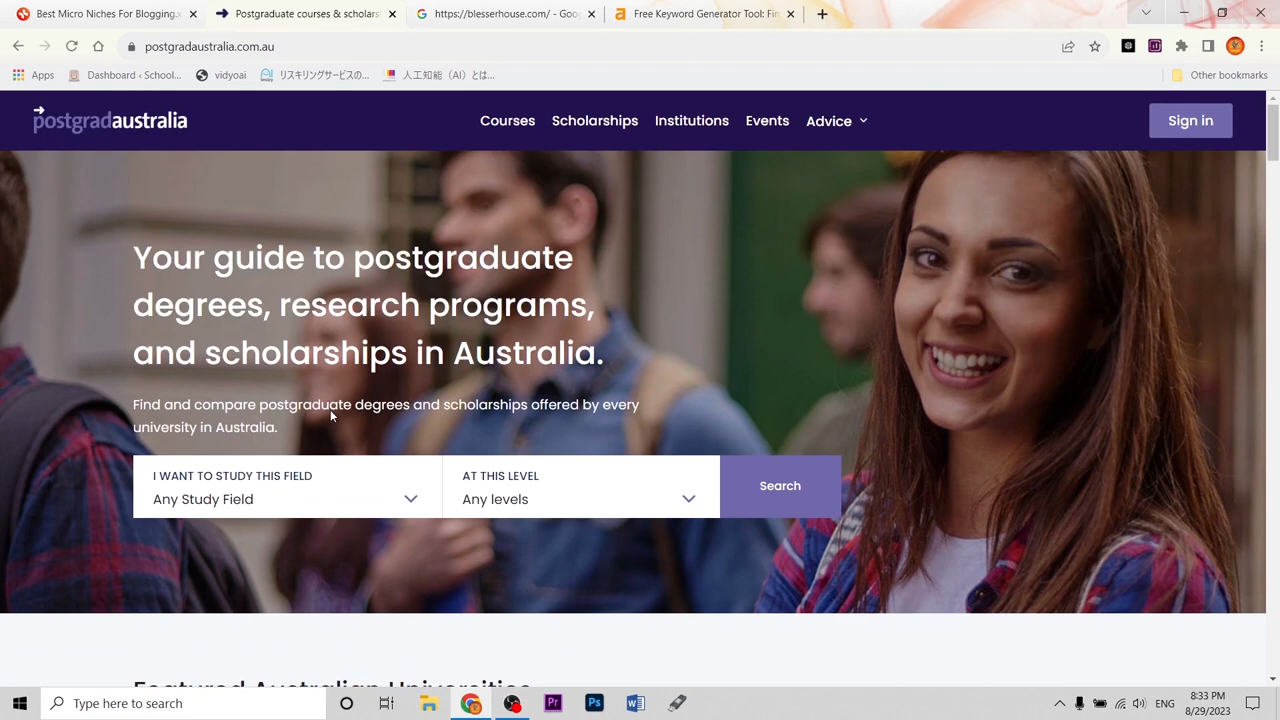 Best Micro Niches For Blogging.x
Postgraduate courses & scholars
https://blesserhouse.com/ - Goo
Free Keyword Generator Tool: Fin
postgradaustralia.com.au
Apps
Dashboard ‹ School...
vidyoai
リスキリングサービスの...
人工知能（AI）とは...
Other bookmarks
postgradaustralia
Courses
Scholarships
Institutions
Events
Advice
Sign in
Your guide to postgraduate
degrees, research programs,
and scholarships in Australia.
Find and compare postgraduate degrees and scholarships offered by every
university in Australia.
I WANT TO STUDY THIS FIELD
Any Study Field
AT THIS LEVEL
Any levels
Search
Featured Australian Universities
Type here to search
Pr
Ps
ENG
8:33 PM
8/29/2023